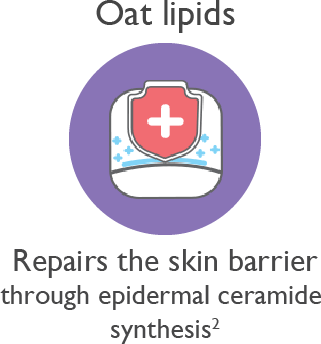 Oat lipids
Repairs the skin barrier
through epidermal ceramide
synthesis²